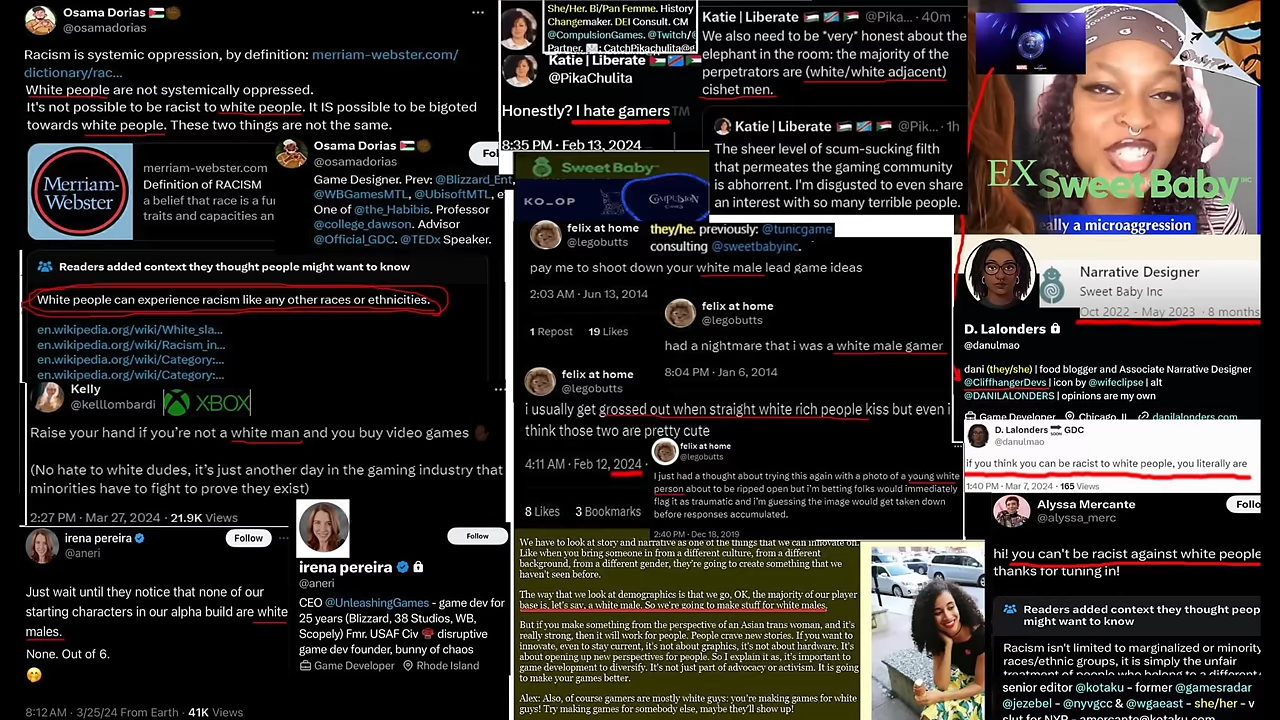 Osama Dorias
@osamadorias
Racism is systemic oppression, by definition: merriam-webster.com/
dictionary/rac...
White people are not systemically oppressed.
It's not possible to be racist to white people. It IS possible to be bigoted
towards white people. These two things are not the same.
Merriam-
Webster
merriam-webster.com
Definition of RACISM
a belief that race is a fun
traits and capacities an
Osama Dorias
@osamadorias
Fol
Game Designer. Prev: @Blizzard_Ent,
@WBGamesMTL, @UbisoftMTL, e
One of @the_Habibis. Professor
@college_dawson. Advisor
@Official_GDC. @TEDx Speaker.
Readers added context they thought people might want to know
White people can experience racism like any other races or ethnicities.
en.wikipedia.org/wiki/White_sla...
en.wikipedia.org/wiki/Racism_in...
en.wikipedia.org/wiki/Category:...
en.wikipedia.org/wiki/Category:...
Kelly
@kelllombardi
XBOX
Raise your hand if you're not a white man and you buy video games
(No hate to white dudes, it's just another day in the gaming industry that
minorities have to fight to prove they exist)
2:27 PM · Mar 27, 2024 · 21.9K Views
irena pereira
@aneri
Follow
Just wait until they notice that none of our
starting characters in our alpha build are white
males.
None. Out of 6.
8:12 AM · 3/25/24 From Earth · 41K Views
Follow
irena pereira
@aneri
CEO @UnleashingGames - game dev for
25 years (Blizzard, 38 Studios, WB,
Scopely) Fmr. USAF Civ disruptive
game dev founder, bunny of chaos
Game Developer Rhode Island
She/Her. Bi/Pan Femme. History
Changemaker. DEI Consult. CM
@CompulsionGames. @Twitch/@
Partner. : CatchPikachulita@g
Katie | Liberate
@PikaChulita
Honestly? I hate gamers™
8:35 PM · Feb 13, 2024
Katie | Liberate @Pika... · 40m
We also need to be *very* honest about the
elephant in the room: the majority of the
perpetrators are (white/white adjacent)
cishet men.
Katie | Liberate @Pik... · 1h
The sheer level of scum-sucking filth
that permeates the gaming community
is abhorrent. I'm disgusted to even share
an interest with so many terrible people.
Sweet Baby
KO_OP
COMPULSION
GAMES
felix at home
@legobutts
they/he. previously: @tunicgame
consulting @sweetbabyinc.
pay me to shoot down your white male lead game ideas
2:03 AM · Jun 13, 2014
1 Repost 19 Likes
felix at home
@legobutts
had a nightmare that i was a white male gamer
8:04 PM · Jan 6, 2014
felix at home
@legobutts
i usually get grossed out when straight white rich people kiss but even i
think those two are pretty cute
4:11 AM · Feb 12, 2024 ·
8 Likes 3 Bookmarks
felix at home
@legobutts
I just had a thought about trying this again with a photo of a young white
person about to be ripped open but i'm betting folks would immediately
flag it as traumatic and i'm guessing the image would get taken down
before responses accumulated.
2:40 PM · Dec 18, 2019
We have to look at story and narrative as one of the things that we can innovate on.
Like when you bring someone in from a different culture, from a different
background, from a different gender, they're going to create something that we
haven't seen before.
The way that we look at demographics is that we go, OK, the majority of our player
base is, let's say, a white male. So we're going to make stuff for white males.
But if you make something from the perspective of an Asian trans woman, and it's
really strong, then it will work for people. People crave new stories. If you want to
innovate, even to stay current, it's not about graphics, it's not about hardware. It's
about opening up new perspectives for people. So I explain it as, it's important to
game development to diversify. It's not just part of advocacy or activism. It is going
to make your games better.
Alex: Also, of course gamers are mostly white guys: you're making games for white
guys! Try making games for somebody else, maybe they'll show up!
EX
Sweet Baby INC
ally a microaggression
Narrative Designer
Sweet Baby Inc
Oct 2022 - May 2023 · 8 months
D. Lalonders
@danulmao
dani (they/she) | food blogger and Associate Narrative Designer
@CliffhangerDevs | icon by @wifeclipse | alt
@DANILALONDERS | opinions are my own
Game Developer Chicago, IL danilalonders.com
D. Lalonders SOON GDC
@danulmao
if you think you can be racist to white people, you literally are
1:40 PM · Mar 7, 2024 · 165 Views
Alyssa Mercante
@alyssa_merc
Follo
hi! you can't be racist against white people
thanks for tuning in!
Readers added context they thought peop
might want to know
Racism isn't limited to marginalized or minority
races/ethnic groups, it is simply the unfair
treatment of people who belong to a different
senior editor @kotaku - former @gamesradar
@jezebel - @nyvgcc & @wgaeast - she/her - v